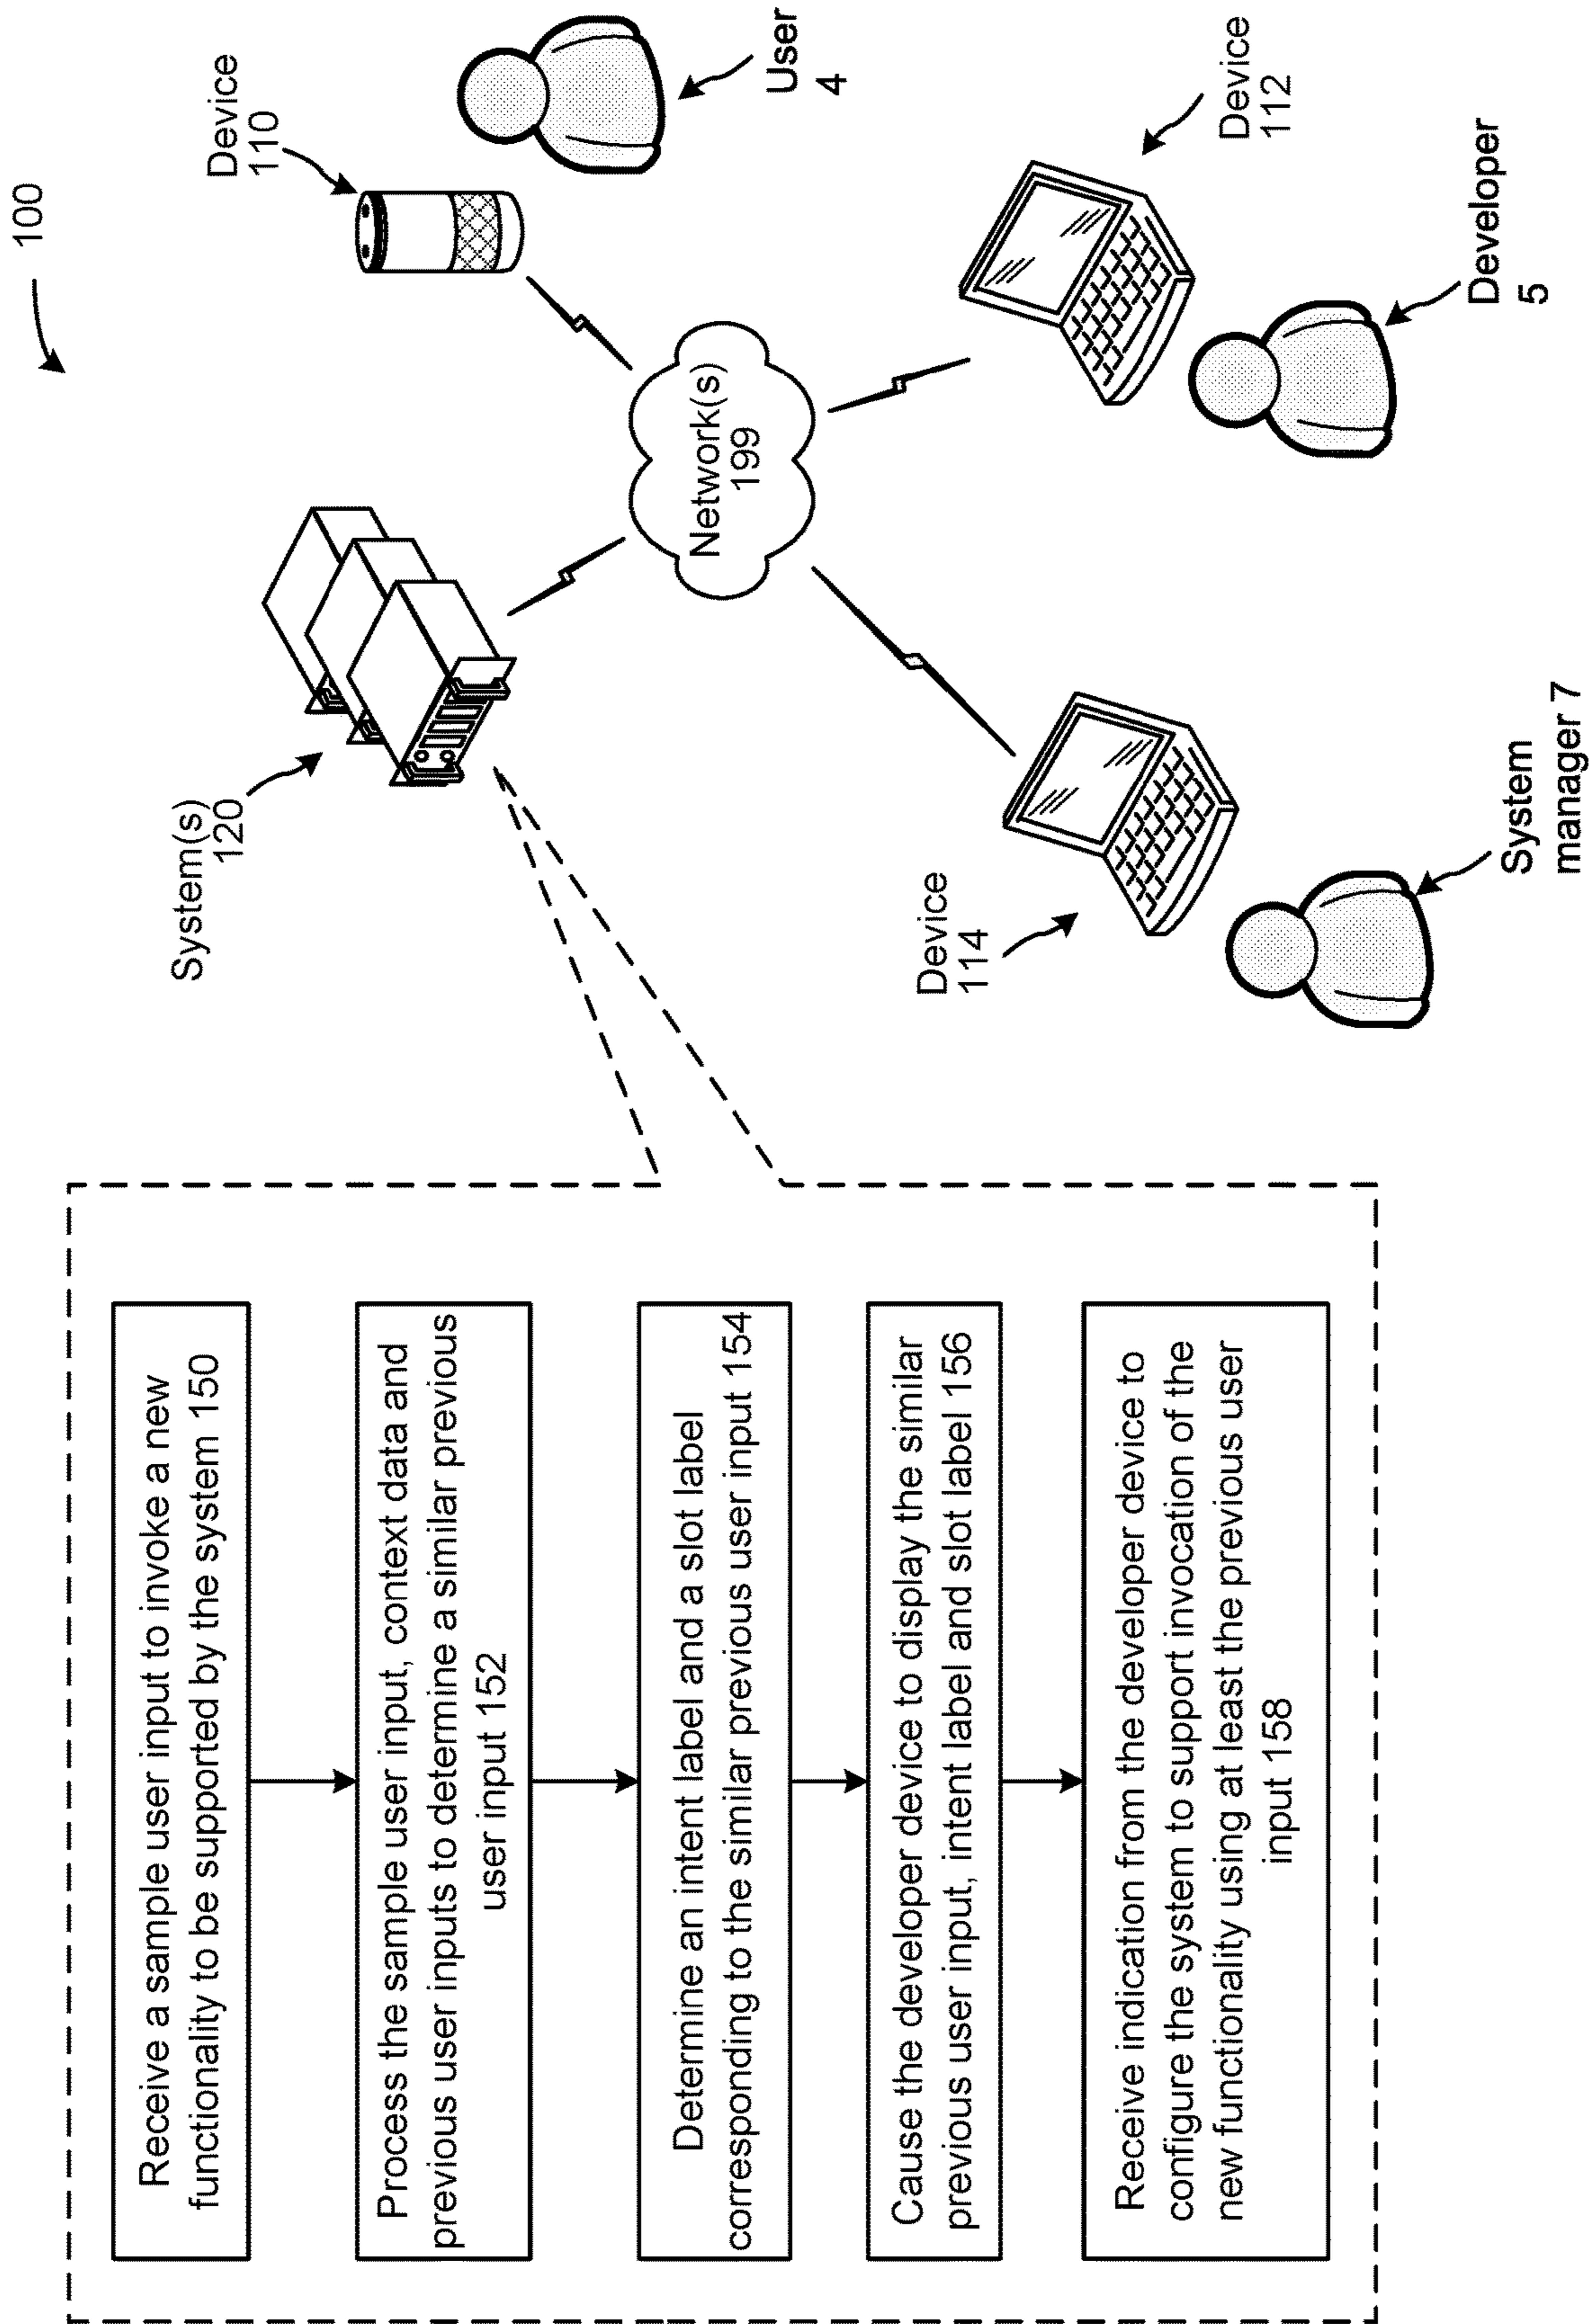 100
Receive a sample user input to invoke a new
functionality to be supported by the system 150
Process the sample user input, context data and
previous user inputs to determine a similar previous
user input 152
Determine an intent label and a slot label
corresponding to the similar previous user input 154
Cause the developer device to display the similar
previous user input, intent label and slot label 156
Receive indication from the developer device to
configure the system to support invocation of the
new functionality using at least the previous user
input 158
System(s)
120
Device
110
User
4
Network(s)
199
Device
112
Developer
5
Device
114
System
manager 7